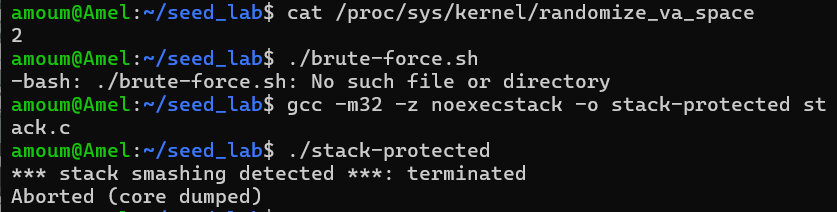 amoum@Amel:~/seed_lab$ cat /proc/sys/kernel/randomize_va_space
2
amoum@Amel:~/seed_lab$ ./brute-force.sh
-bash: ./brute-force.sh: No such file or directory
amoum@Amel:~/seed_lab$ gcc -m32 -z noexecstack -o stack-protected st
ack.c
amoum@Amel:~/seed_lab$ ./stack-protected
*** stack smashing detected ***: terminated
Aborted (core dumped)